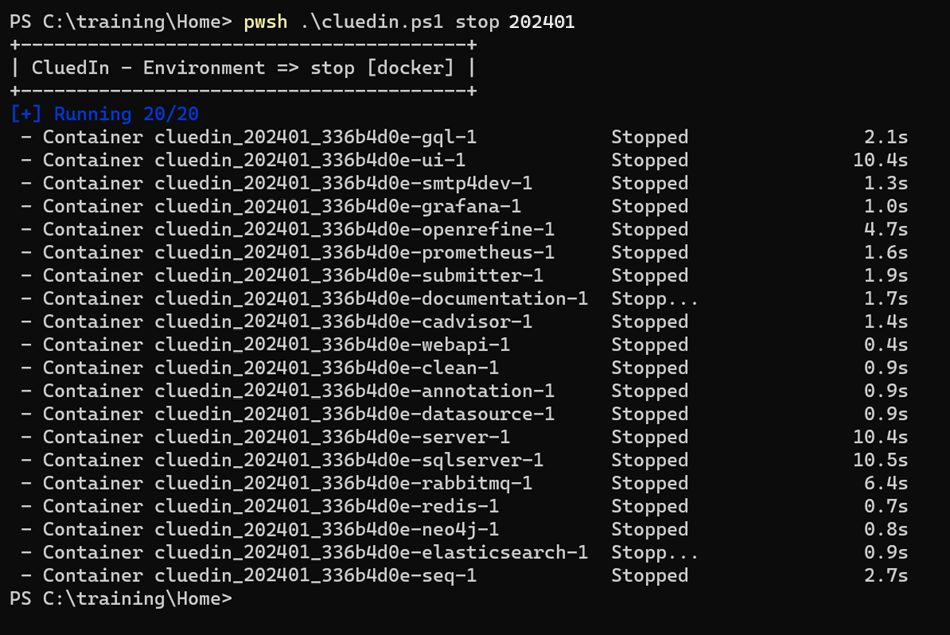 PS C:\training\Home> pwsh .\cluedin.ps1 stop 202401
+----------------------------------------+
| CluedIn - Environment => stop [docker] |
+----------------------------------------+
[+] Running 20/20
 - Container cluedin_202401_336b4d0e-gql-1            Stopped                2.1s
 - Container cluedin_202401_336b4d0e-ui-1             Stopped               10.4s
 - Container cluedin_202401_336b4d0e-smtp4dev-1       Stopped                1.3s
 - Container cluedin_202401_336b4d0e-grafana-1        Stopped                1.0s
 - Container cluedin_202401_336b4d0e-openrefine-1     Stopped                4.7s
 - Container cluedin_202401_336b4d0e-prometheus-1     Stopped                1.6s
 - Container cluedin_202401_336b4d0e-submitter-1      Stopped                1.9s
 - Container cluedin_202401_336b4d0e-documentation-1  Stopp...               1.7s
 - Container cluedin_202401_336b4d0e-cadvisor-1       Stopped                1.4s
 - Container cluedin_202401_336b4d0e-webapi-1         Stopped                0.4s
 - Container cluedin_202401_336b4d0e-clean-1          Stopped                0.9s
 - Container cluedin_202401_336b4d0e-annotation-1     Stopped                0.9s
 - Container cluedin_202401_336b4d0e-datasource-1     Stopped                0.9s
 - Container cluedin_202401_336b4d0e-server-1         Stopped               10.4s
 - Container cluedin_202401_336b4d0e-sqlserver-1      Stopped               10.5s
 - Container cluedin_202401_336b4d0e-rabbitmq-1       Stopped                6.4s
 - Container cluedin_202401_336b4d0e-redis-1          Stopped                0.7s
 - Container cluedin_202401_336b4d0e-neo4j-1          Stopped                0.8s
 - Container cluedin_202401_336b4d0e-elasticsearch-1  Stopp...               0.9s
 - Container cluedin_202401_336b4d0e-seq-1            Stopped                2.7s
PS C:\training\Home>